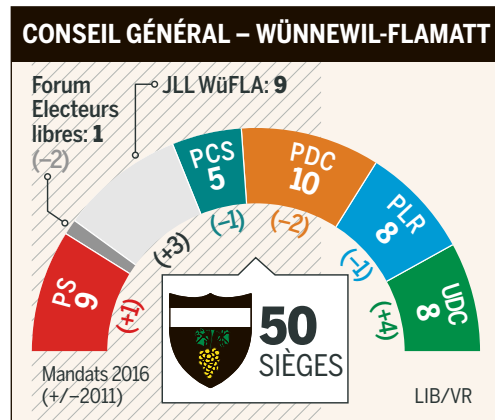 CONSEIL GÉNÉRAL – WÜNNEWIL-FLAMATT
Forum
Electeurs
libres: 1
(–2)
JLL WüFLA: 9
(+3)
PS
9
(+1)
PCS
5
(–1)
PDC
10
(–2)
PLR
8
(–1)
UDC
8
(+4)
50
SIÈGES
Mandats 2016
(+/–2011)
LIB/VR